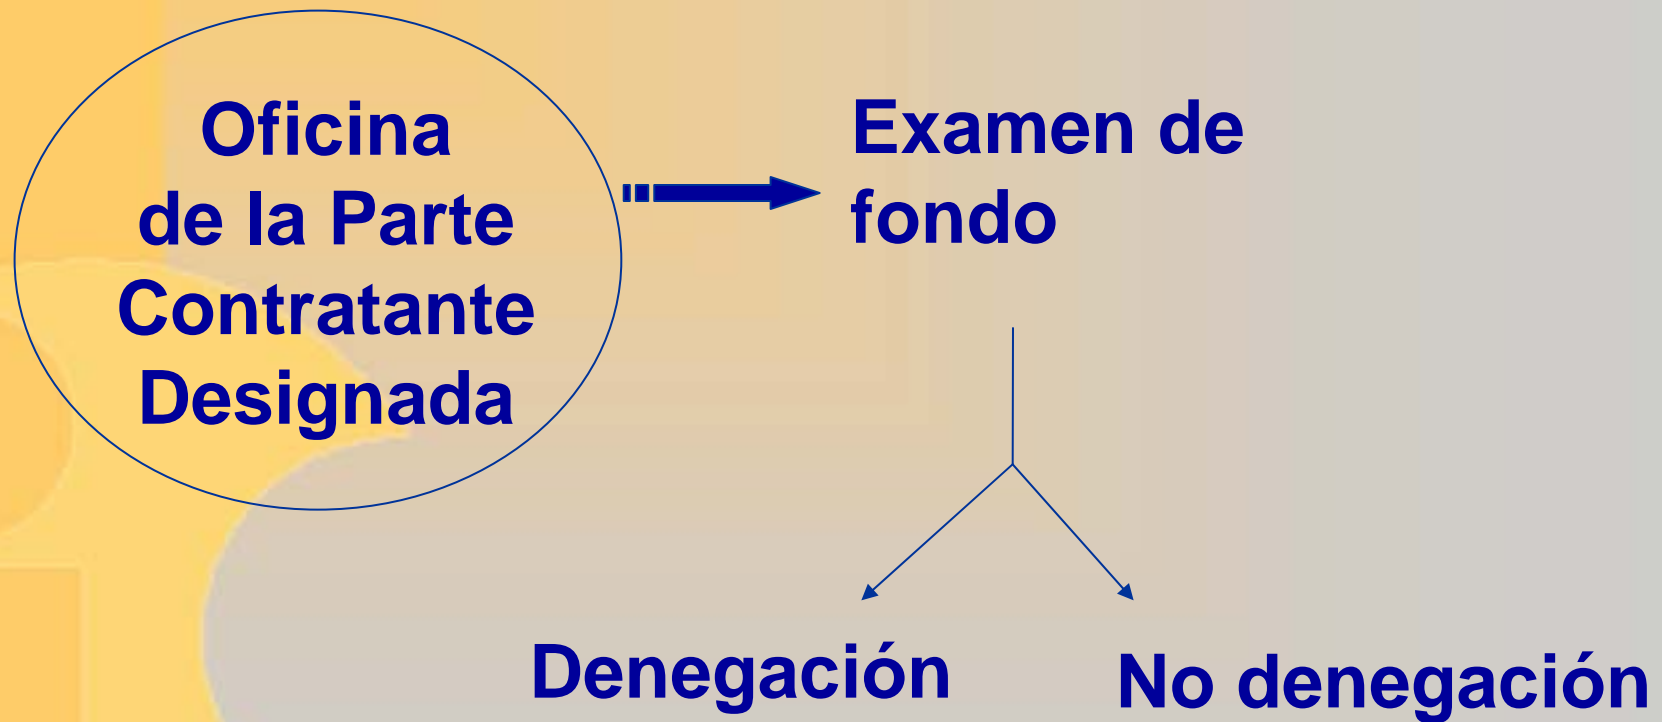 Oficina
de la Parte
Contratante
Designada
Examen de
fondo
Denegación
No denegación